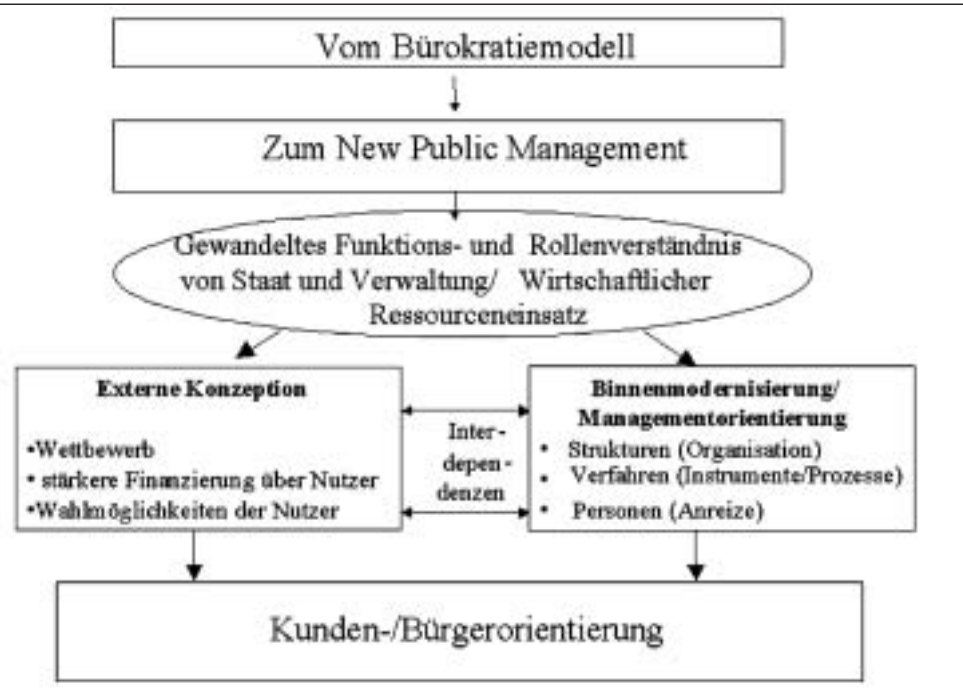 Vom Bürokratiemodell
Zum New Public Management
Gewandeltes Funktions- und Rollenverständnis
von Staat und Verwaltung/ Wirtschaftlicher
Ressourceneinsatz
Externe Konzeption
•Wettbewerb
• stärkere Finanzierung über Nutzer
•Wahlmöglichkeiten der Nutzer
Inter-
depen-
denzen
Binnenmodernisierung/
Managementorientierung
• Strukturen (Organisation)
• Verfahren (Instrumente/Prozesse)
• Personen (Anreize)
Kunden-/Bürgerorientierung